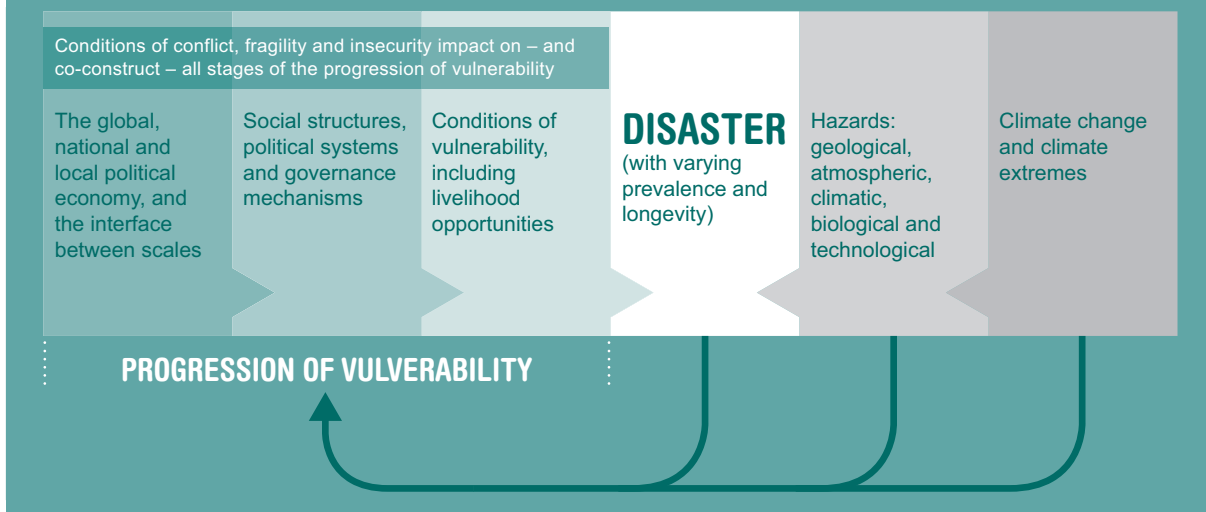 Conditions of conflict, fragility and insecurity impact on – and
co-construct – all stages of the progression of vulnerability
The global,
national and
local political
economy, and
the interface
between scales
Social structures,
political systems
and governance
mechanisms
Conditions of
vulnerability,
including
livelihood
opportunities
DISASTER
(with varying
prevalence and
longevity)
Hazards:
geological,
atmospheric,
climatic,
biological and
technological
Climate change
and climate
extremes
PROGRESSION OF VULVERABILITY